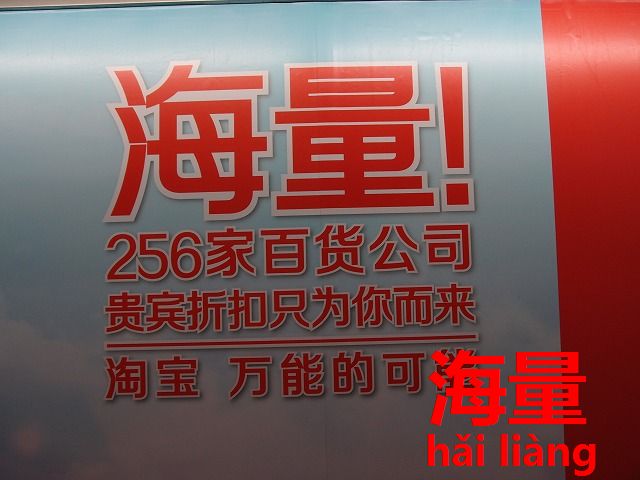 海量!
256家百货公司
贵宾折扣只为你而来
淘宝 万能的可
海量
hǎi liàng